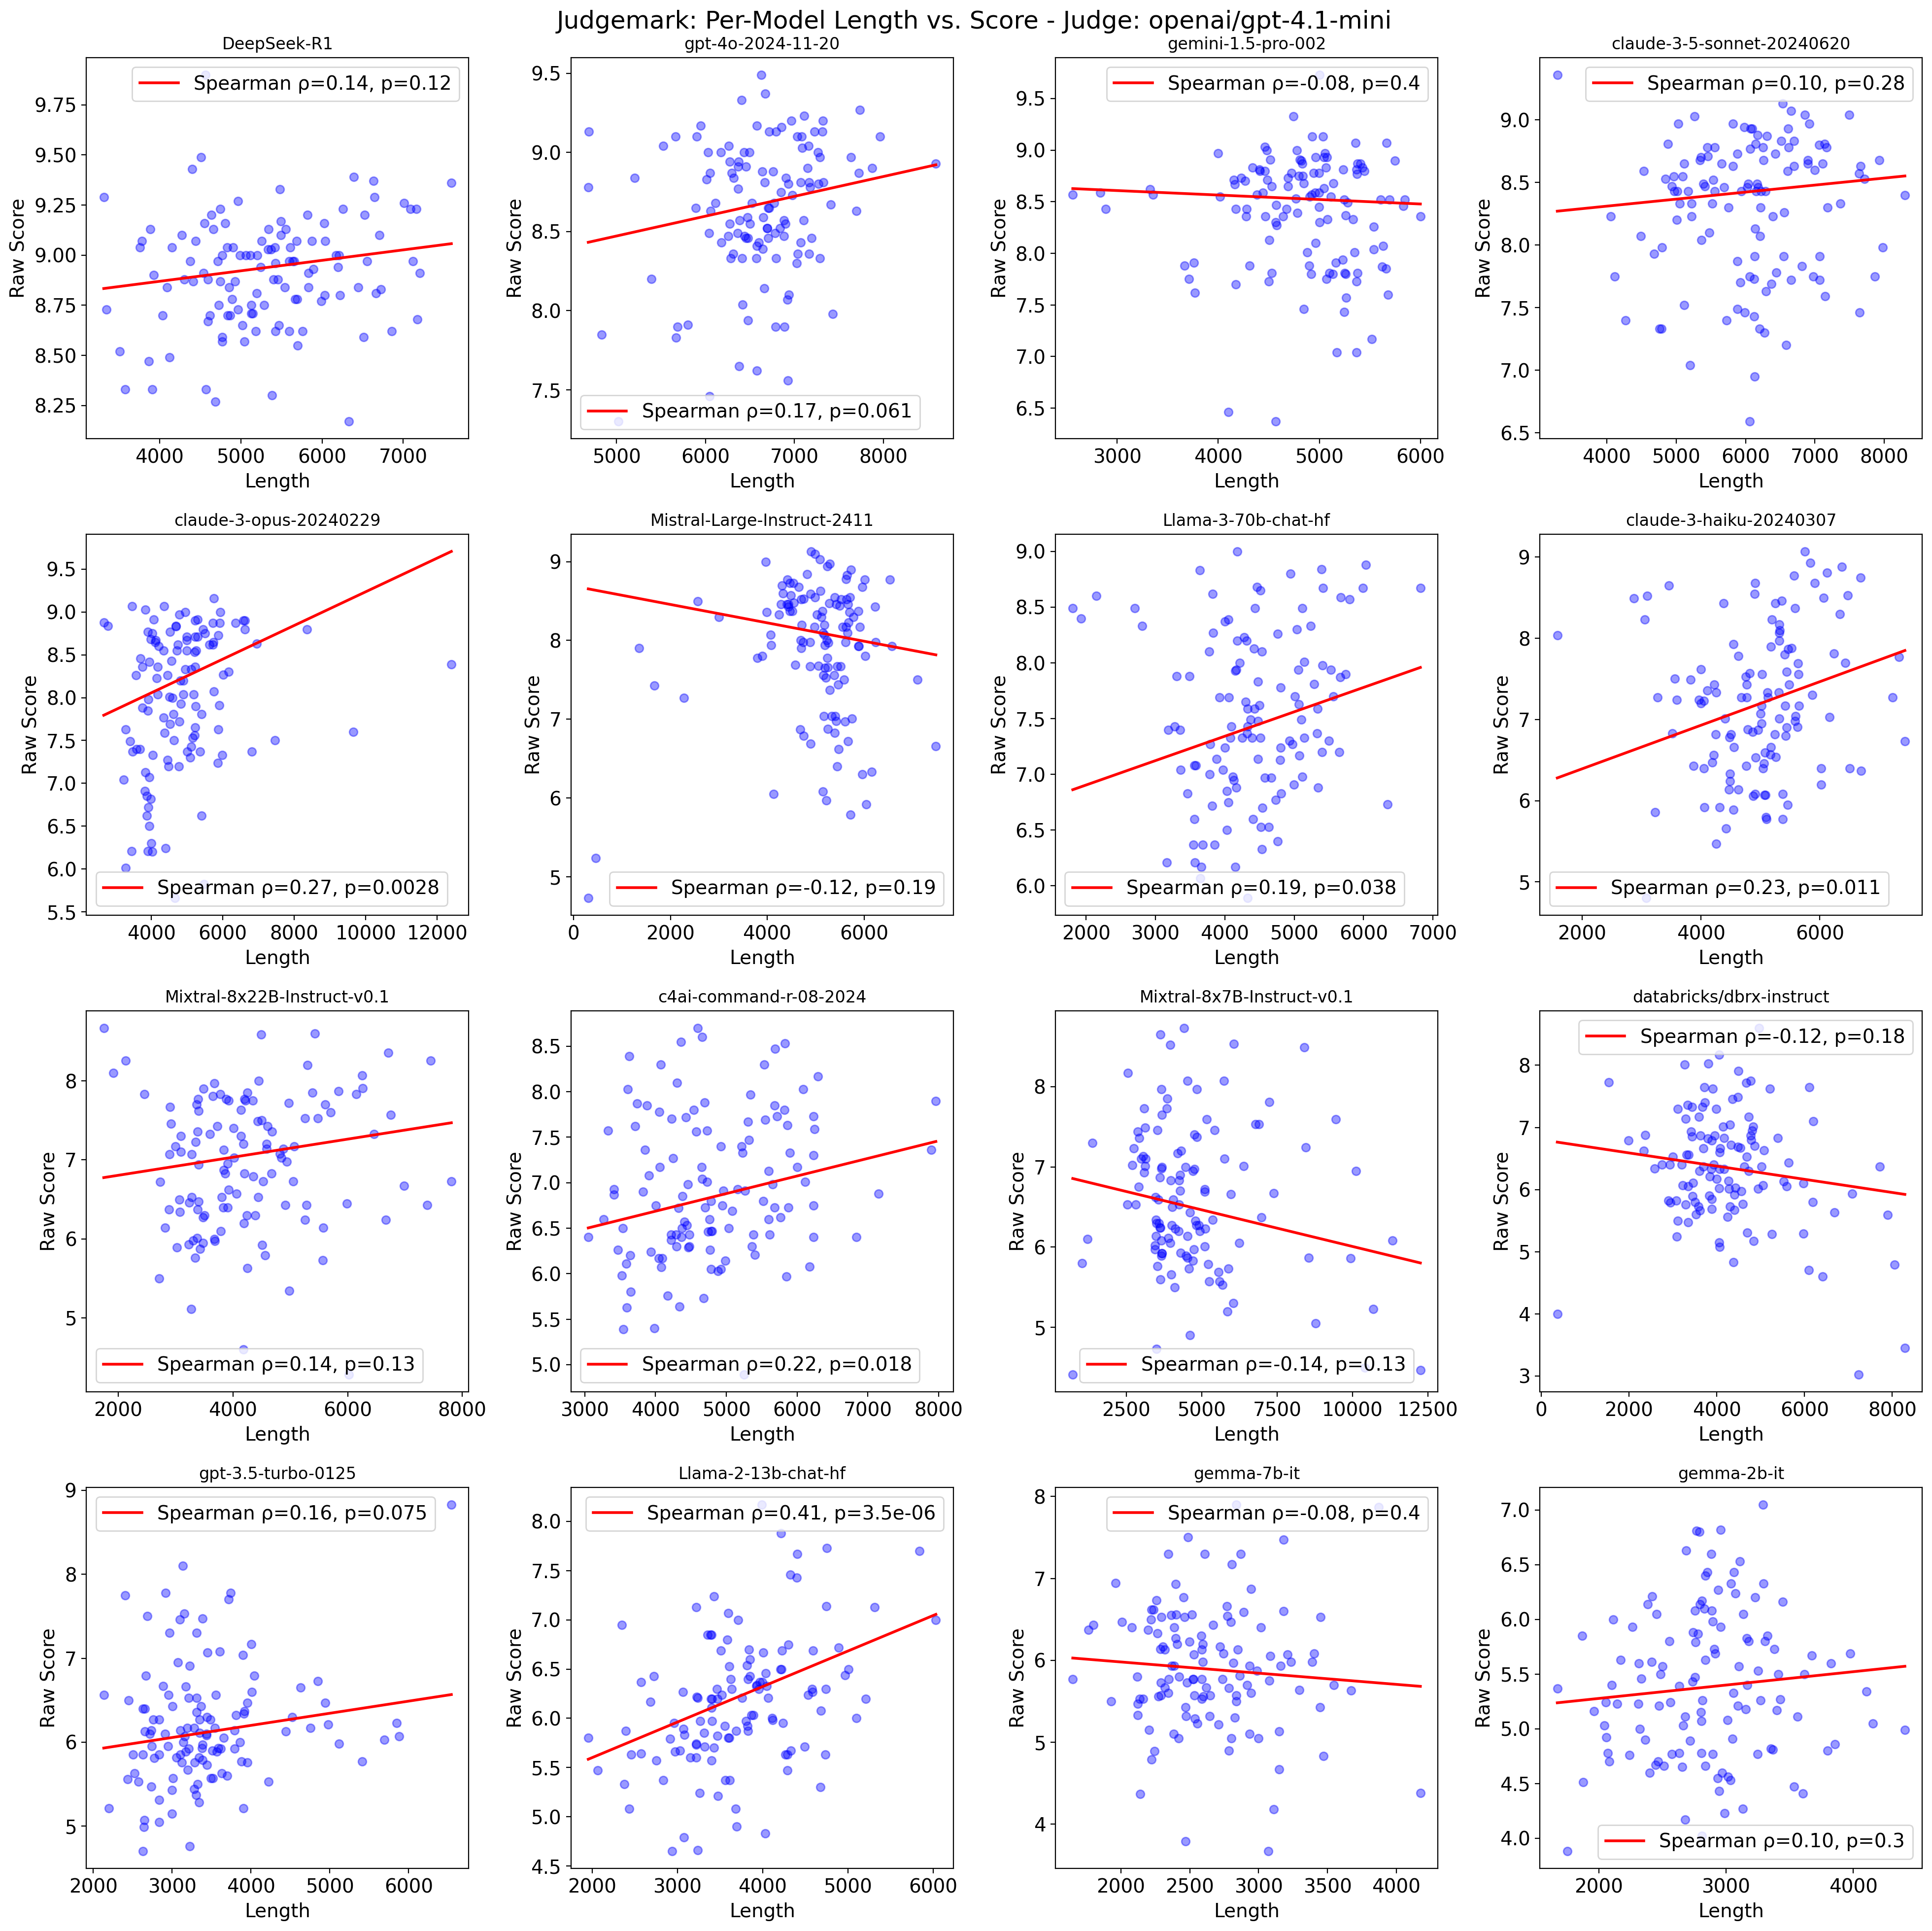 Judgemark: Per-Model Length vs. Score - Judge: openai/gpt-4.1-mini
DeepSeek-R1
Spearman ρ=0.14, p=0.12
9.75
9.50
9.25
9.00
8.75
8.50
8.25
Raw Score
4000 5000 6000 7000
Length
gpt-4o-2024-11-20
9.5
9.0
8.5
8.0
7.5
Raw Score
Spearman ρ=0.17, p=0.061
5000 6000 7000 8000
Length
gemini-1.5-pro-002
Spearman ρ=-0.08, p=0.4
9.5
9.0
8.5
8.0
7.5
7.0
6.5
Raw Score
3000 4000 5000 6000
Length
claude-3-5-sonnet-20240620
Spearman ρ=0.10, p=0.28
9.0
8.5
8.0
7.5
7.0
6.5
Raw Score
4000 5000 6000 7000 8000
Length
claude-3-opus-20240229
9.5
9.0
8.5
8.0
7.5
7.0
6.5
6.0
5.5
Raw Score
Spearman ρ=0.27, p=0.0028
4000 6000 8000 10000 12000
Length
Mistral-Large-Instruct-2411
9
8
7
6
5
Raw Score
Spearman ρ=-0.12, p=0.19
0 2000 4000 6000
Length
Llama-3-70b-chat-hf
9.0
8.5
8.0
7.5
7.0
6.5
6.0
Raw Score
Spearman ρ=0.19, p=0.038
2000 3000 4000 5000 6000 7000
Length
claude-3-haiku-20240307
9
8
7
6
5
Raw Score
Spearman ρ=0.23, p=0.011
2000 4000 6000
Length
Mixtral-8x22B-Instruct-v0.1
8
7
6
5
Raw Score
Spearman ρ=0.14, p=0.13
2000 4000 6000 8000
Length
c4ai-command-r-08-2024
8.5
8.0
7.5
7.0
6.5
6.0
5.5
5.0
Raw Score
Spearman ρ=0.22, p=0.018
3000 4000 5000 6000 7000 8000
Length
Mixtral-8x7B-Instruct-v0.1
8
7
6
5
Raw Score
Spearman ρ=-0.14, p=0.13
2500 5000 7500 10000 12500
Length
databricks/dbrx-instruct
Spearman ρ=-0.12, p=0.18
8
7
6
5
4
3
Raw Score
0 2000 4000 6000 8000
Length
gpt-3.5-turbo-0125
Spearman ρ=0.16, p=0.075
9
8
7
6
5
Raw Score
2000 3000 4000 5000 6000
Length
Llama-2-13b-chat-hf
Spearman ρ=0.41, p=3.5e-06
8.0
7.5
7.0
6.5
6.0
5.5
5.0
4.5
Raw Score
2000 3000 4000 5000 6000
Length
gemma-7b-it
Spearman ρ=-0.08, p=0.4
8
7
6
5
4
Raw Score
2000 2500 3000 3500 4000
Length
gemma-2b-it
7.0
6.5
6.0
5.5
5.0
4.5
4.0
Raw Score
Spearman ρ=0.10, p=0.3
2000 3000 4000
Length